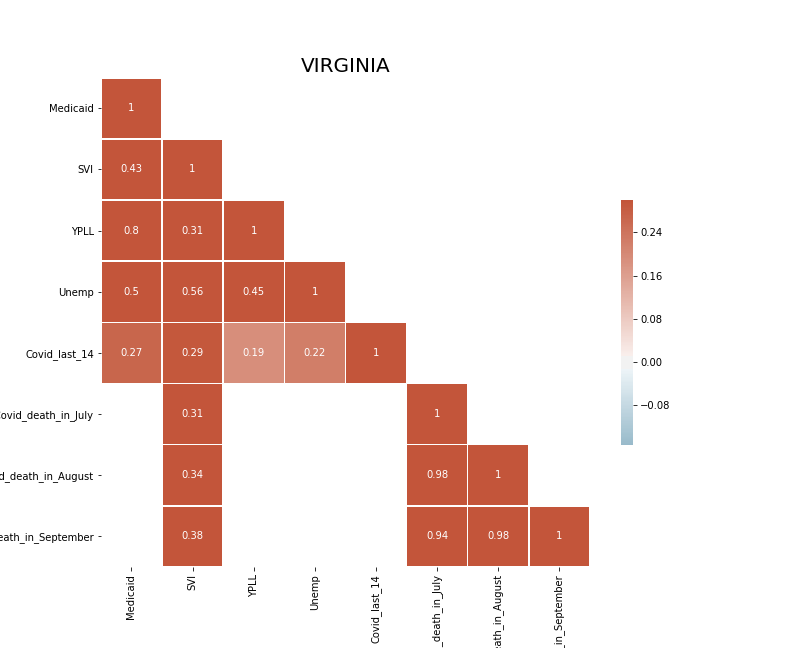 VIRGINIA
Medicaid 1
SVI 0.43 1
YPLL 0.8 0.31 1
Unemp 0.5 0.56 0.45 1
Covid_last_14 0.27 0.29 0.19 0.22 1
ovid_death_in_July 0.31 1
d_death_in_August 0.34 0.98 1
eath_in_September 0.38 0.94 0.98 1
Medicaid SVI YPLL Unemp Covid_last_14 _death_in_July eath_in_August _in_September
0.24
0.16
0.08
0.00
−0.08